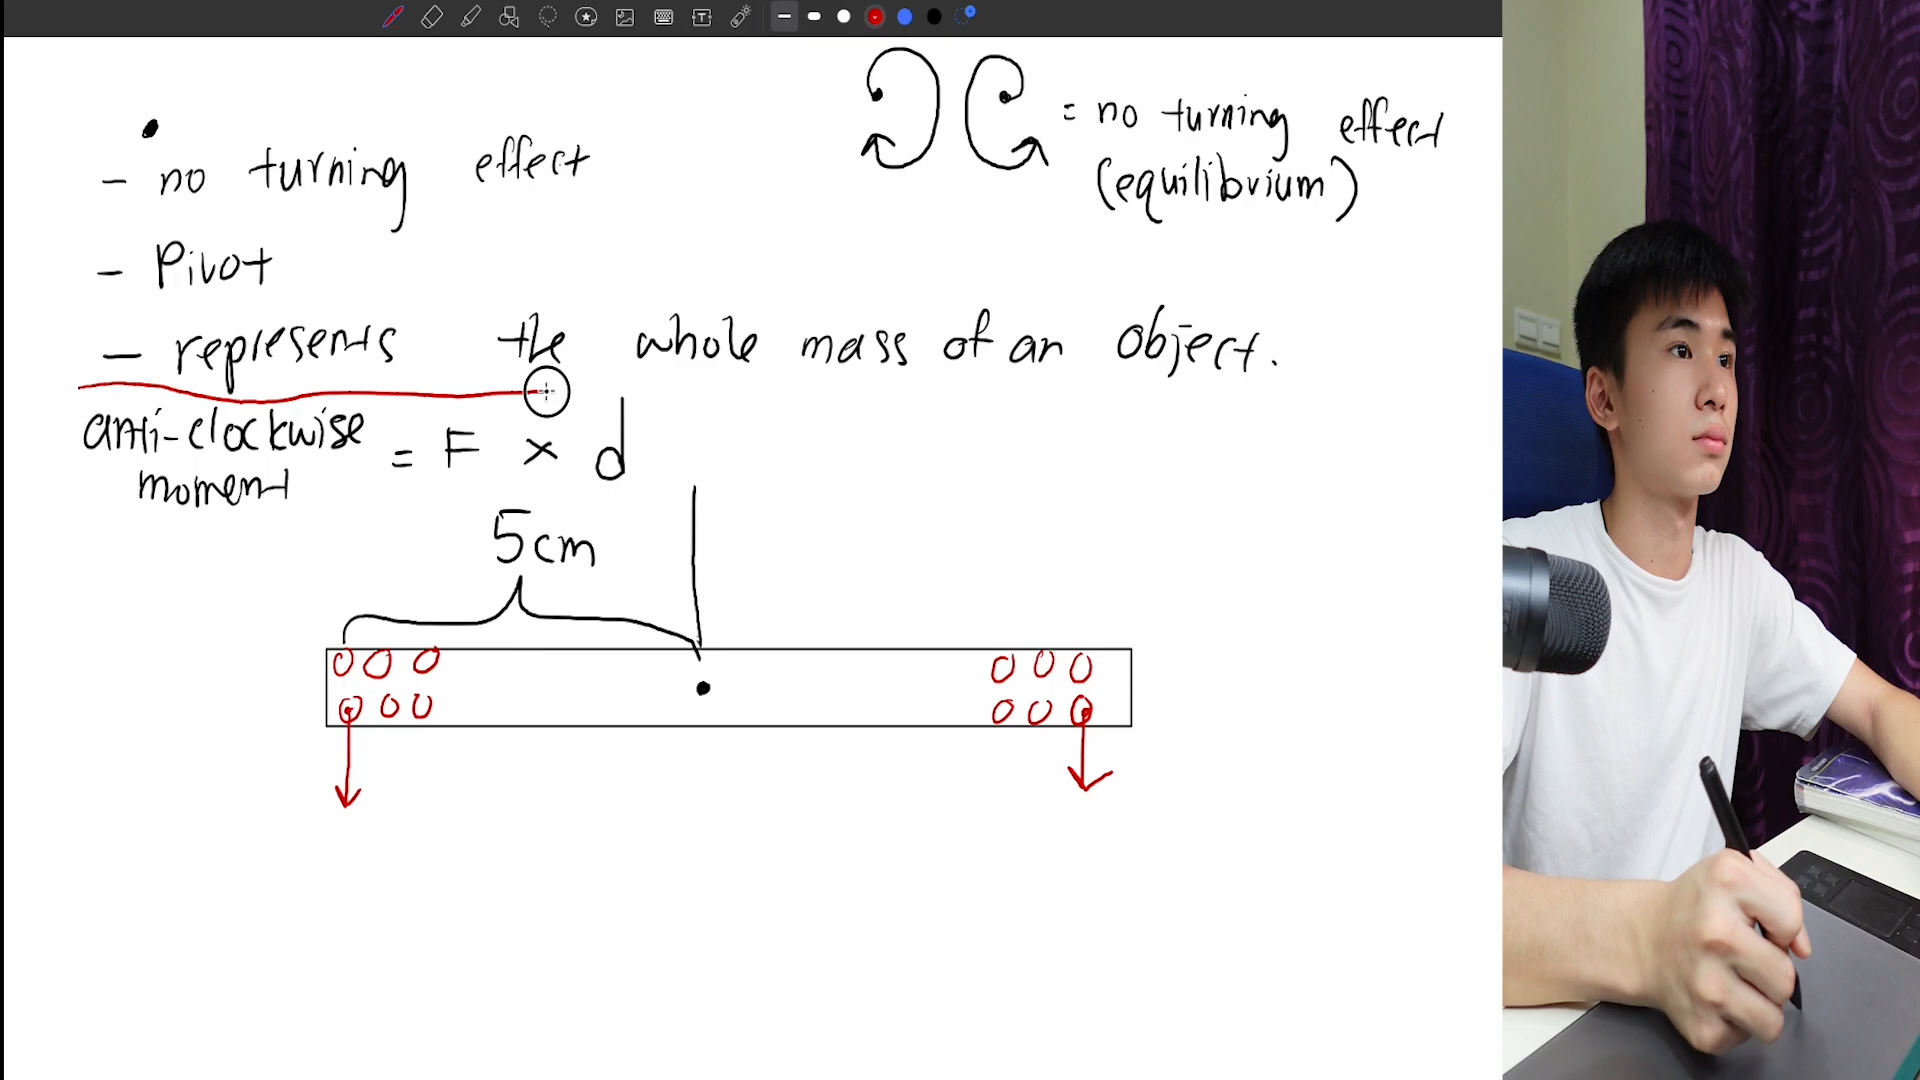 - no turning effect
= no turning effect
(equilibrium)
- Pivot
- represents the whole mass of an object.
anti-clockwise
moment
= F × d
5cm